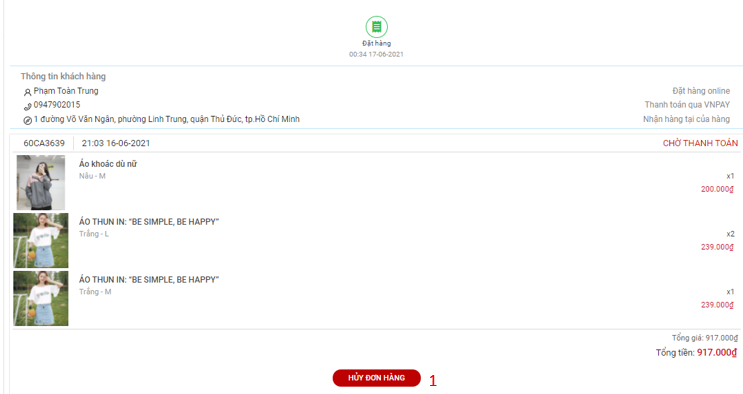 Đặt hàng
00:34 17-06-2021
Thông tin khách hàng
Phạm Toàn Trung
Đặt hàng online
0947902015
Thanh toán qua VNPAY
1 đường Võ Văn Ngân, phường Linh Trung, quận Thủ Đức, tp.Hồ Chí Minh
Nhận hàng tại cửa hàng
60CA3639 21:03 16-06-2021 CHỜ THANH TOÁN
Áo khoác dù nữ
Nâu - M
x1
200.000₫
ÁO THUN IN: “BE SIMPLE, BE HAPPY”
Trắng - L
x2
239.000₫
ÁO THUN IN: “BE SIMPLE, BE HAPPY”
Trắng - M
x1
239.000₫
Tổng giá: 917.000₫
Tổng tiền: 917.000₫
HỦY ĐƠN HÀNG 1